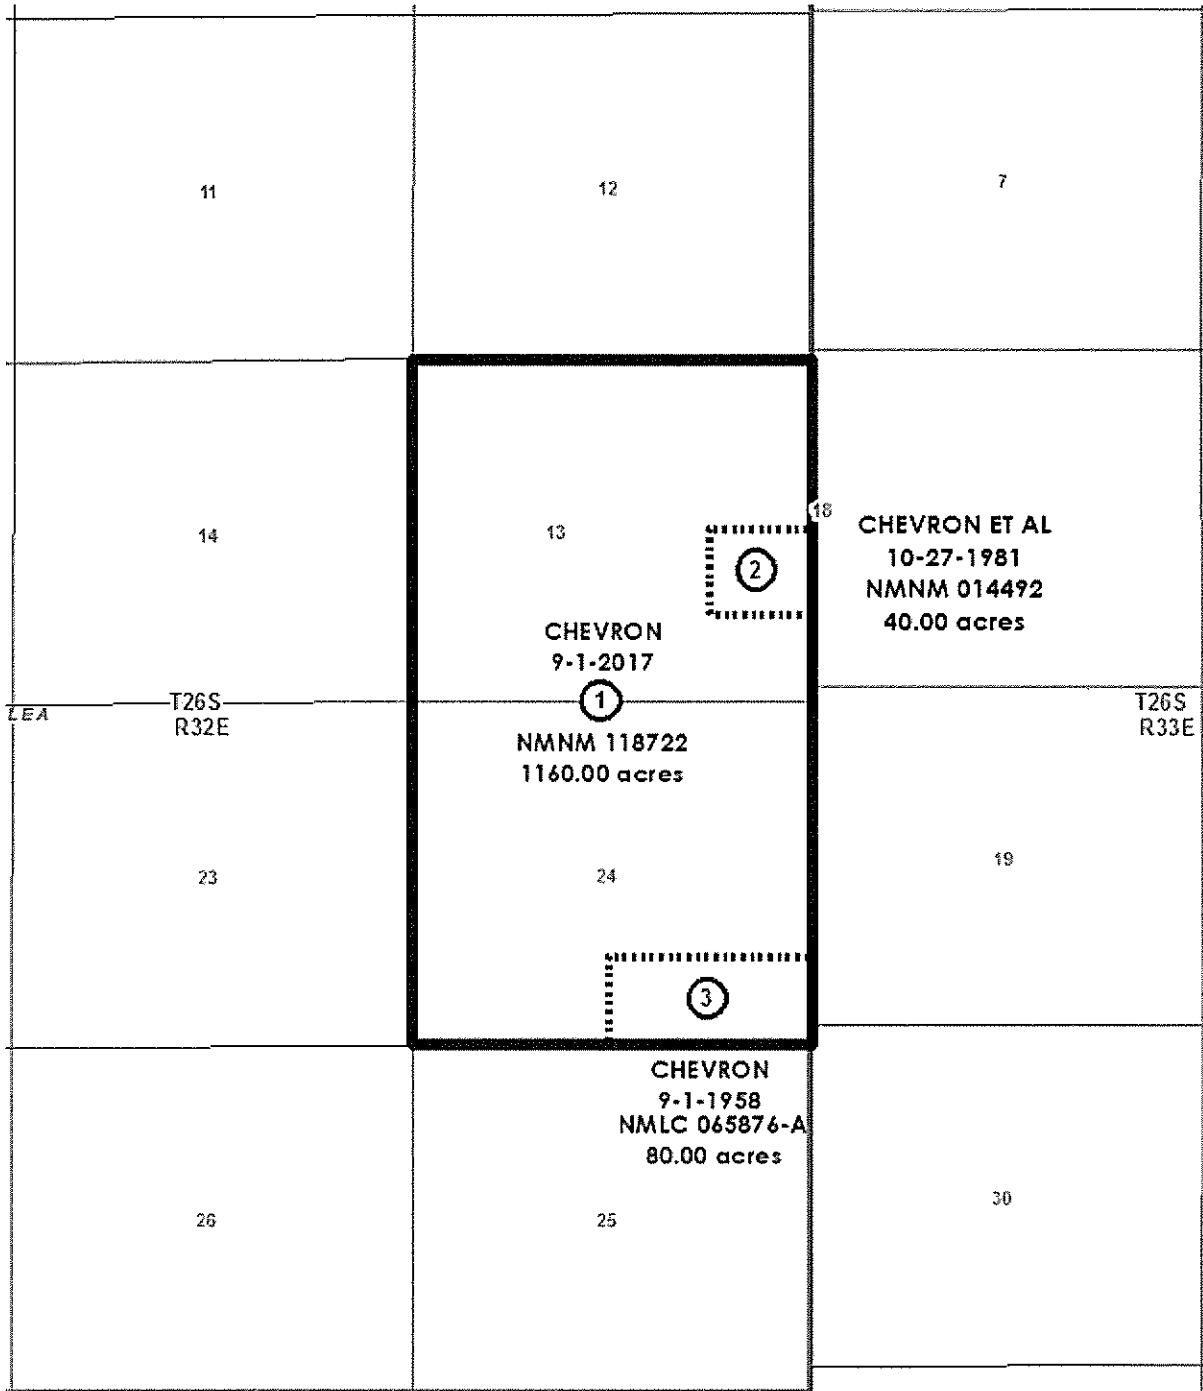 11
12
7
14
13
18
2
CHEVRON ET AL
10-27-1981
NMNM 014492
40.00 acres
CHEVRON
9-1-2017
1
NMNM 118722
1160.00 acres
LEA
T26S
R32E
T26S
R33E
23
24
19
3
CHEVRON
9-1-1958
NMLC 065876-A
80.00 acres
26
25
30